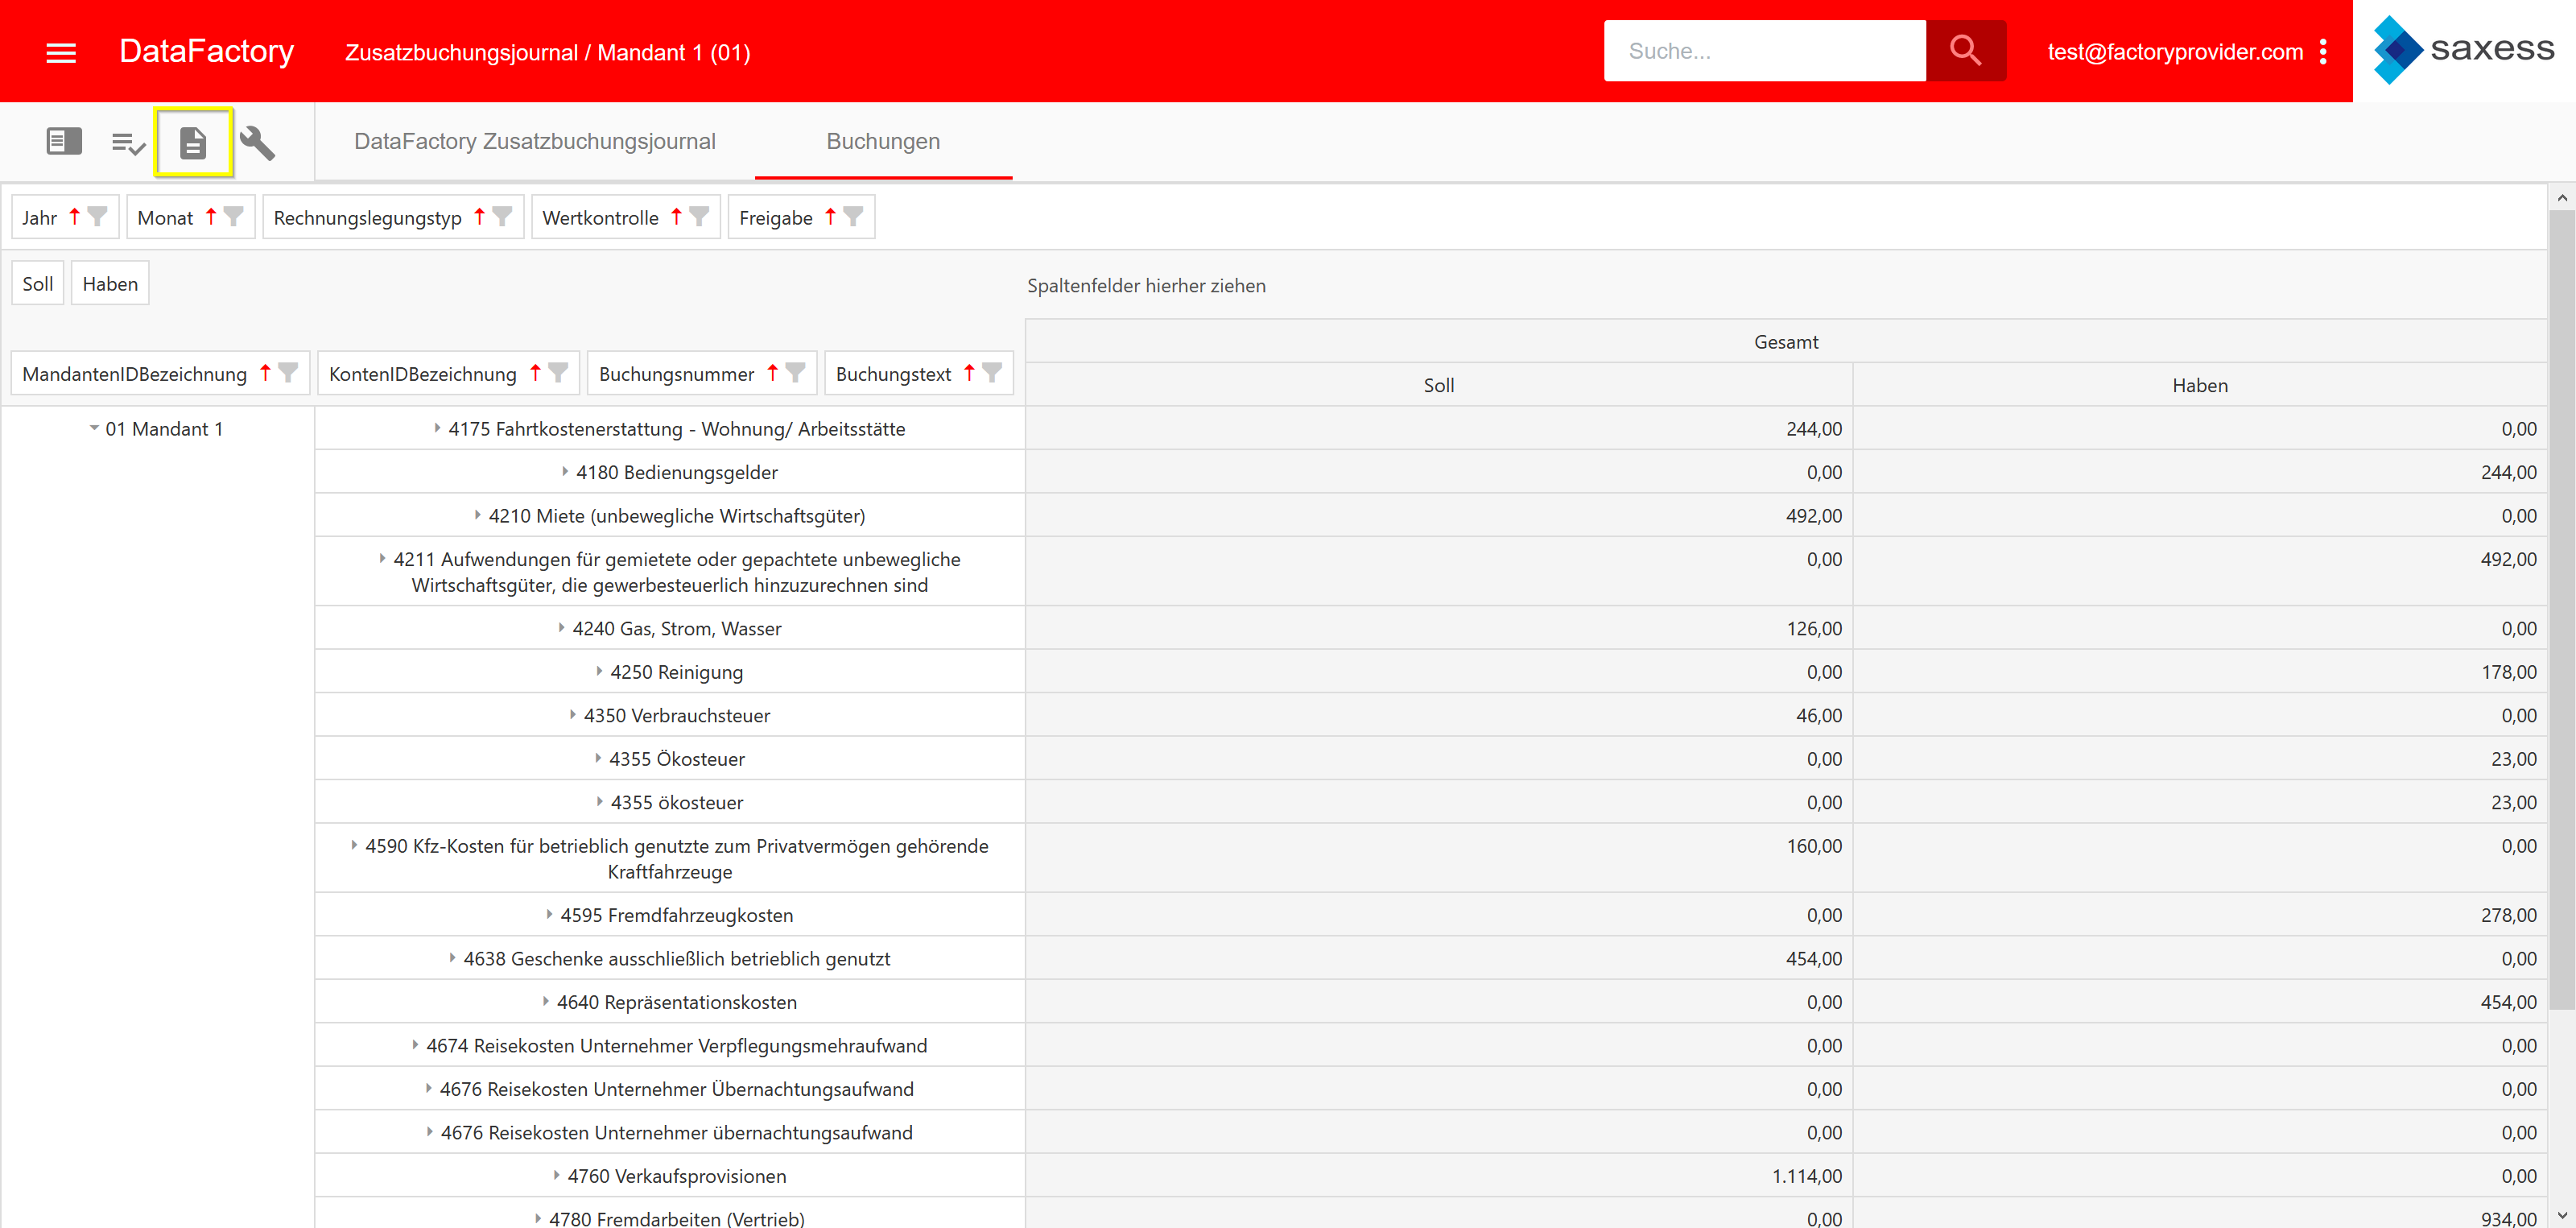 DataFactory Zusatzbuchungsjournal / Mandant 1 (01) Suche... test@factoryprovider.com saxess
DataFactory Zusatzbuchungsjournal Buchungen
Jahr Monat Rechnungslegungstyp Wertkontrolle Freigabe
Soll Haben Spaltenfelder hierher ziehen
Gesamt
MandantenIDBezeichnung KontenIDBezeichnung Buchungsnummer Buchungstext Soll Haben
01 Mandant 1 4175 Fahrtkostenerstattung - Wohnung/ Arbeitsstätte 244,00 0,00
4180 Bedienungsgelder 0,00 244,00
4210 Miete (unbewegliche Wirtschaftsgüter) 492,00 0,00
4211 Aufwendungen für gemietete oder gepachtete unbewegliche 0,00 492,00
Wirtschaftsgüter, die gewerbesteuerlich hinzuzurechnen sind
4240 Gas, Strom, Wasser 126,00 0,00
4250 Reinigung 0,00 178,00
4350 Verbrauchsteuer 46,00 0,00
4355 Ökosteuer 0,00 23,00
4355 ökosteuer 0,00 23,00
4590 Kfz-Kosten für betrieblich genutzte zum Privatvermögen gehörende 160,00 0,00
Kraftfahrzeuge
4595 Fremdfahrzeugkosten 0,00 278,00
4638 Geschenke ausschließlich betrieblich genutzt 454,00 0,00
4640 Repräsentationskosten 0,00 454,00
4674 Reisekosten Unternehmer Verpflegungsmehraufwand 0,00 0,00
4676 Reisekosten Unternehmer Übernachtungsaufwand 0,00 0,00
4676 Reisekosten Unternehmer übernachtungsaufwand 0,00 0,00
4760 Verkaufsprovisionen 1.114,00 0,00
4780 Fremdarbeiten (Vertrieb) 0,00 934,00